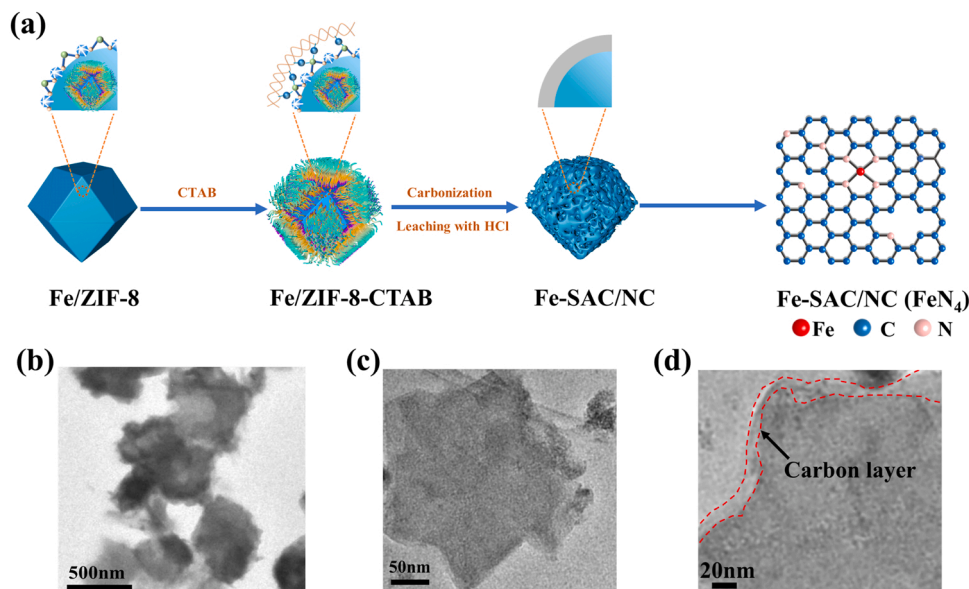 (a)
CTAB
Carbonization
Leaching with HCl
Fe/ZIF-8
Fe/ZIF-8-CTAB
Fe-SAC/NC
Fe-SAC/NC (FeN₄)
Fe C N
(b)
500nm
(c)
50nm
(d)
Carbon layer
20nm